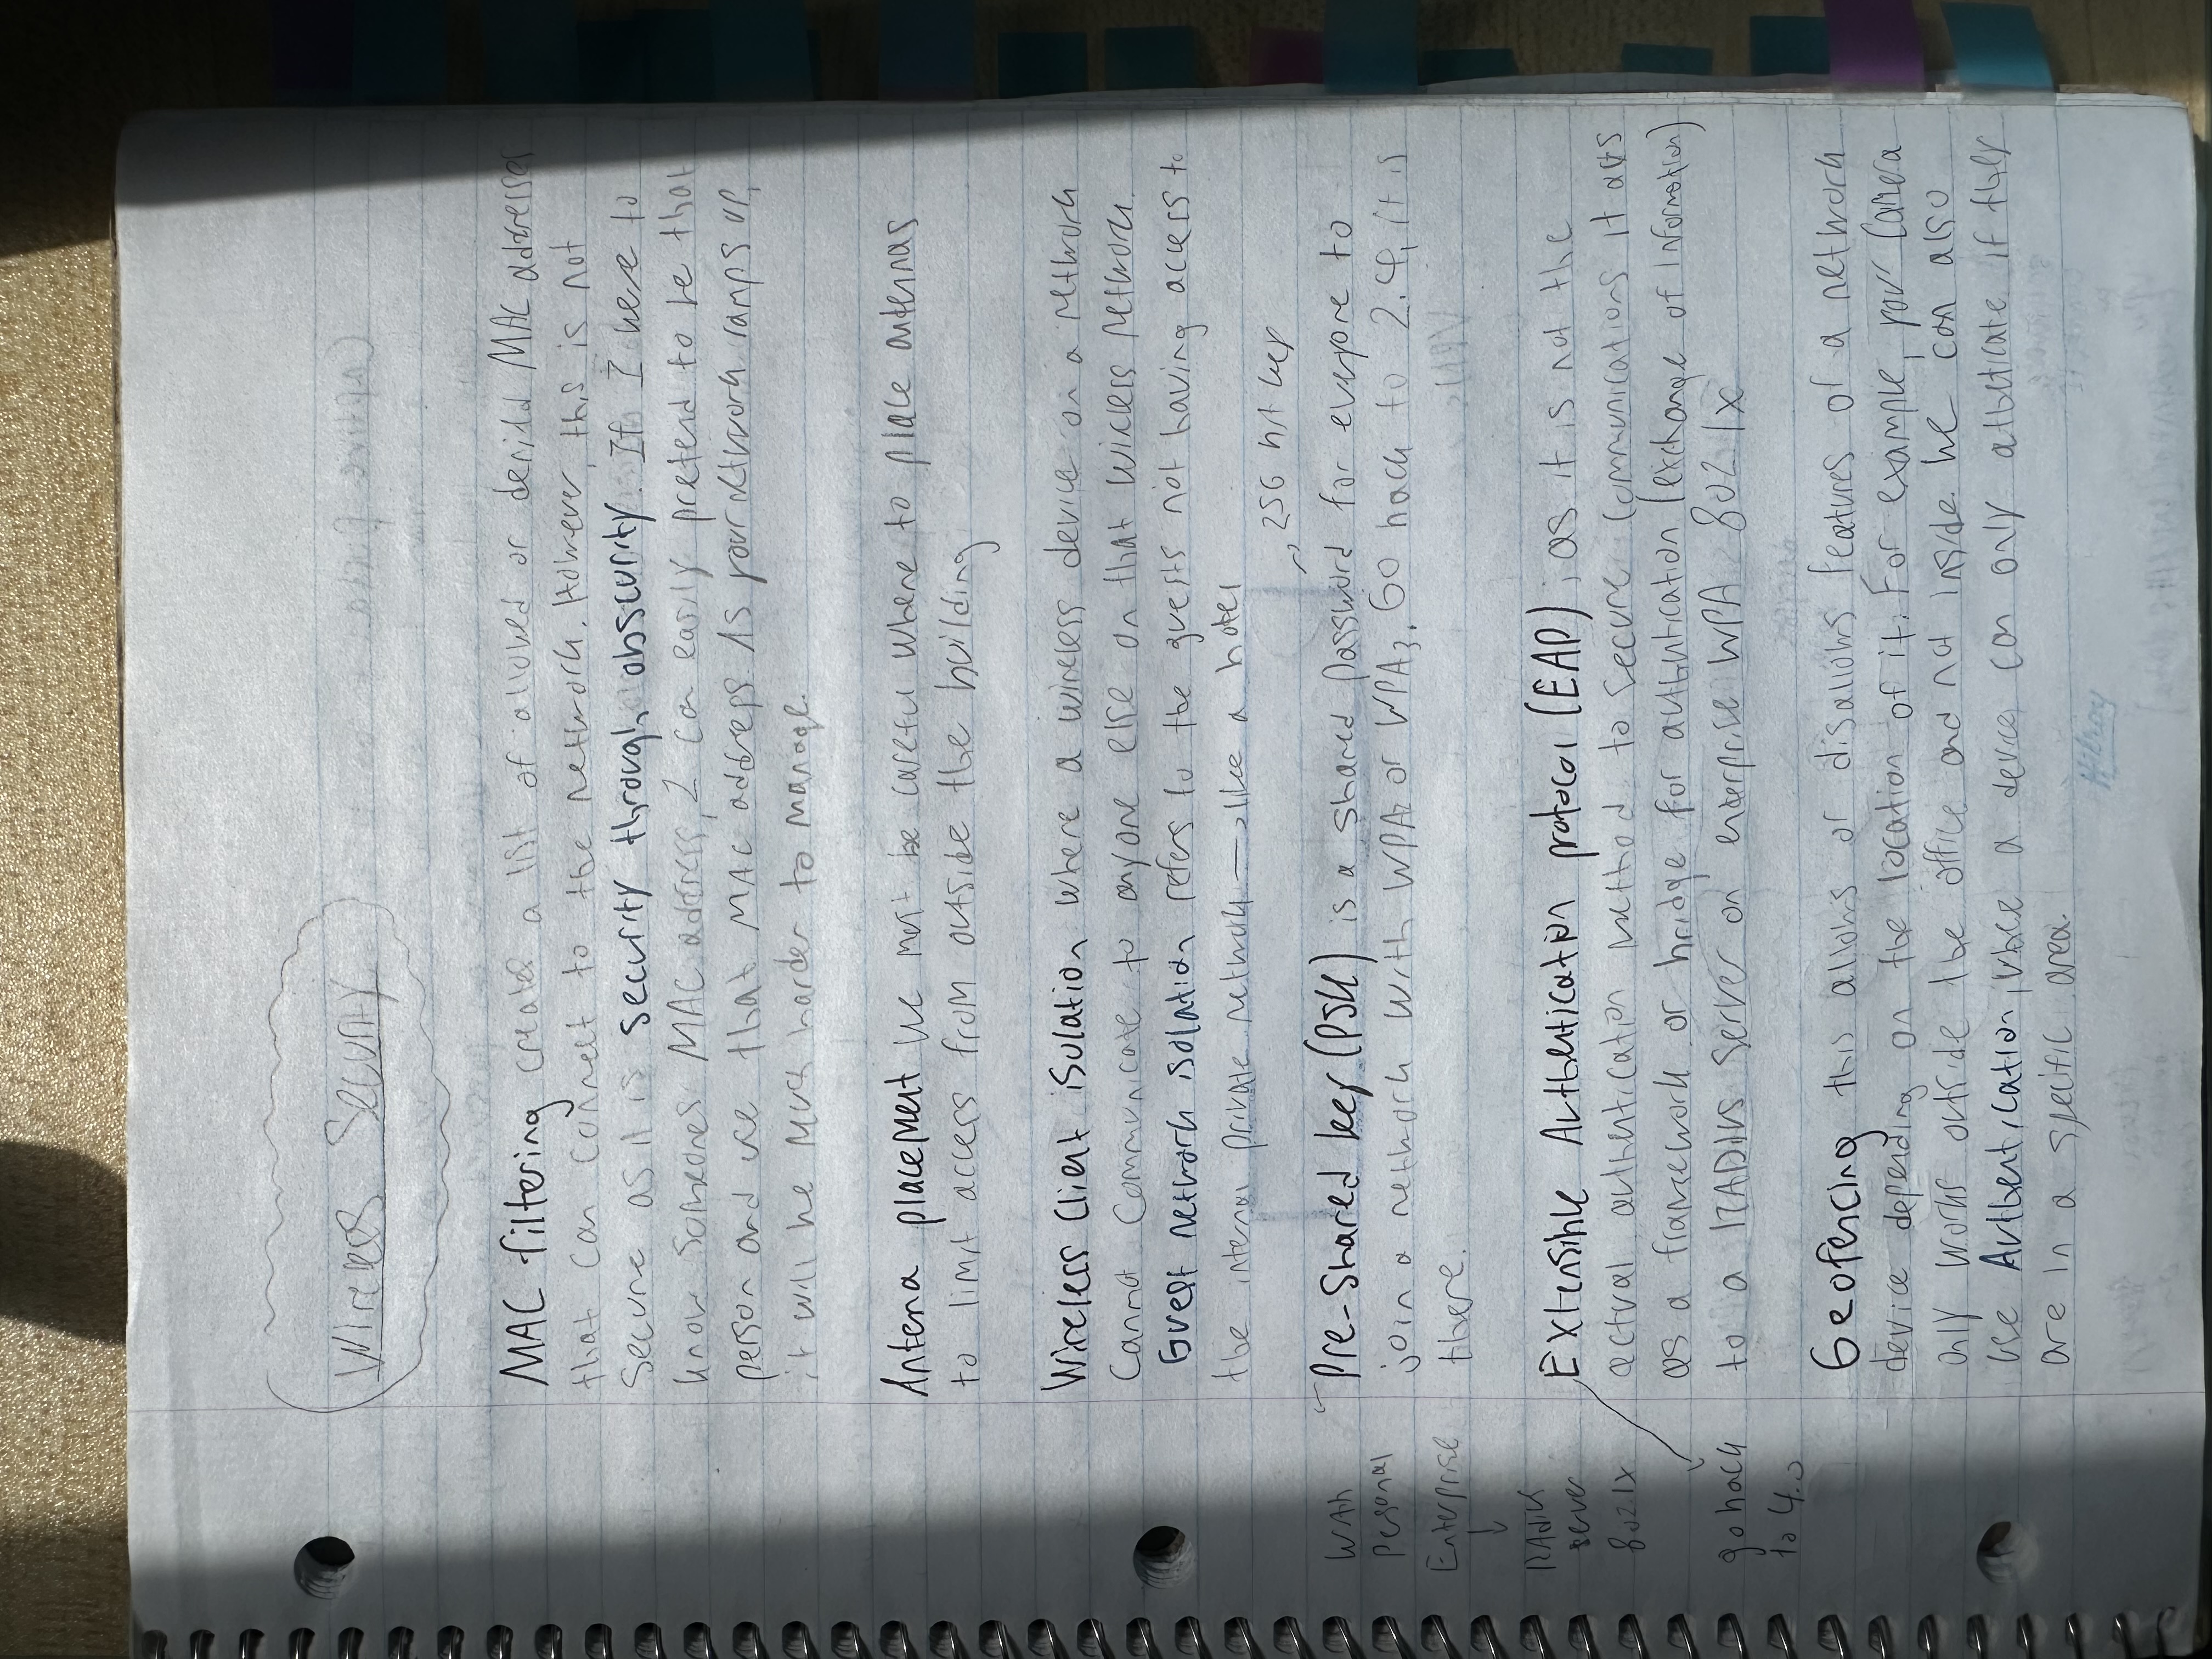 Wireless Security
MAC filtering creates a list of allowed or denied MAC addresses
that can connect to the network. However, this is not
secure as it is security through obscurity. If I were to
know someones MAC address, I can easily pretend to be that
person and use that MAC address. As your network ramps up,
it will be much harder to manage.
Antena placement we must be careful where to place antennas
to limit access from outside the building
Wireless Client isolation where a wireless device on a network
cannot communicate to anyone else on that wireless network.
Guest network isolation refers to the guests not having access to
the internal private network → like a hotel
256 bit key
Pre-Shared key (PSK) is a shared password for everyone to
join a network with WPA2 or WPA3. Go back to 2.4, it is
there.
With
Personal
Enterprise
↓
RADIUS
server
802.1x
Extensible Authentication protocol (EAP), as it is not the
actual authentication method to secure communications it acts
as a framework or bridge for authentication (exchange of information)
to a RADIUS server on enterprise WPA 802.1x
go back
to 4.0
Geofencing this allows or disallows features of a network
device depending on the location of it. For example, your Camera
only works outside the office and not inside. We can also
use Authentication, where a device can only atheticate if they
are in a specific area.
Hilroy